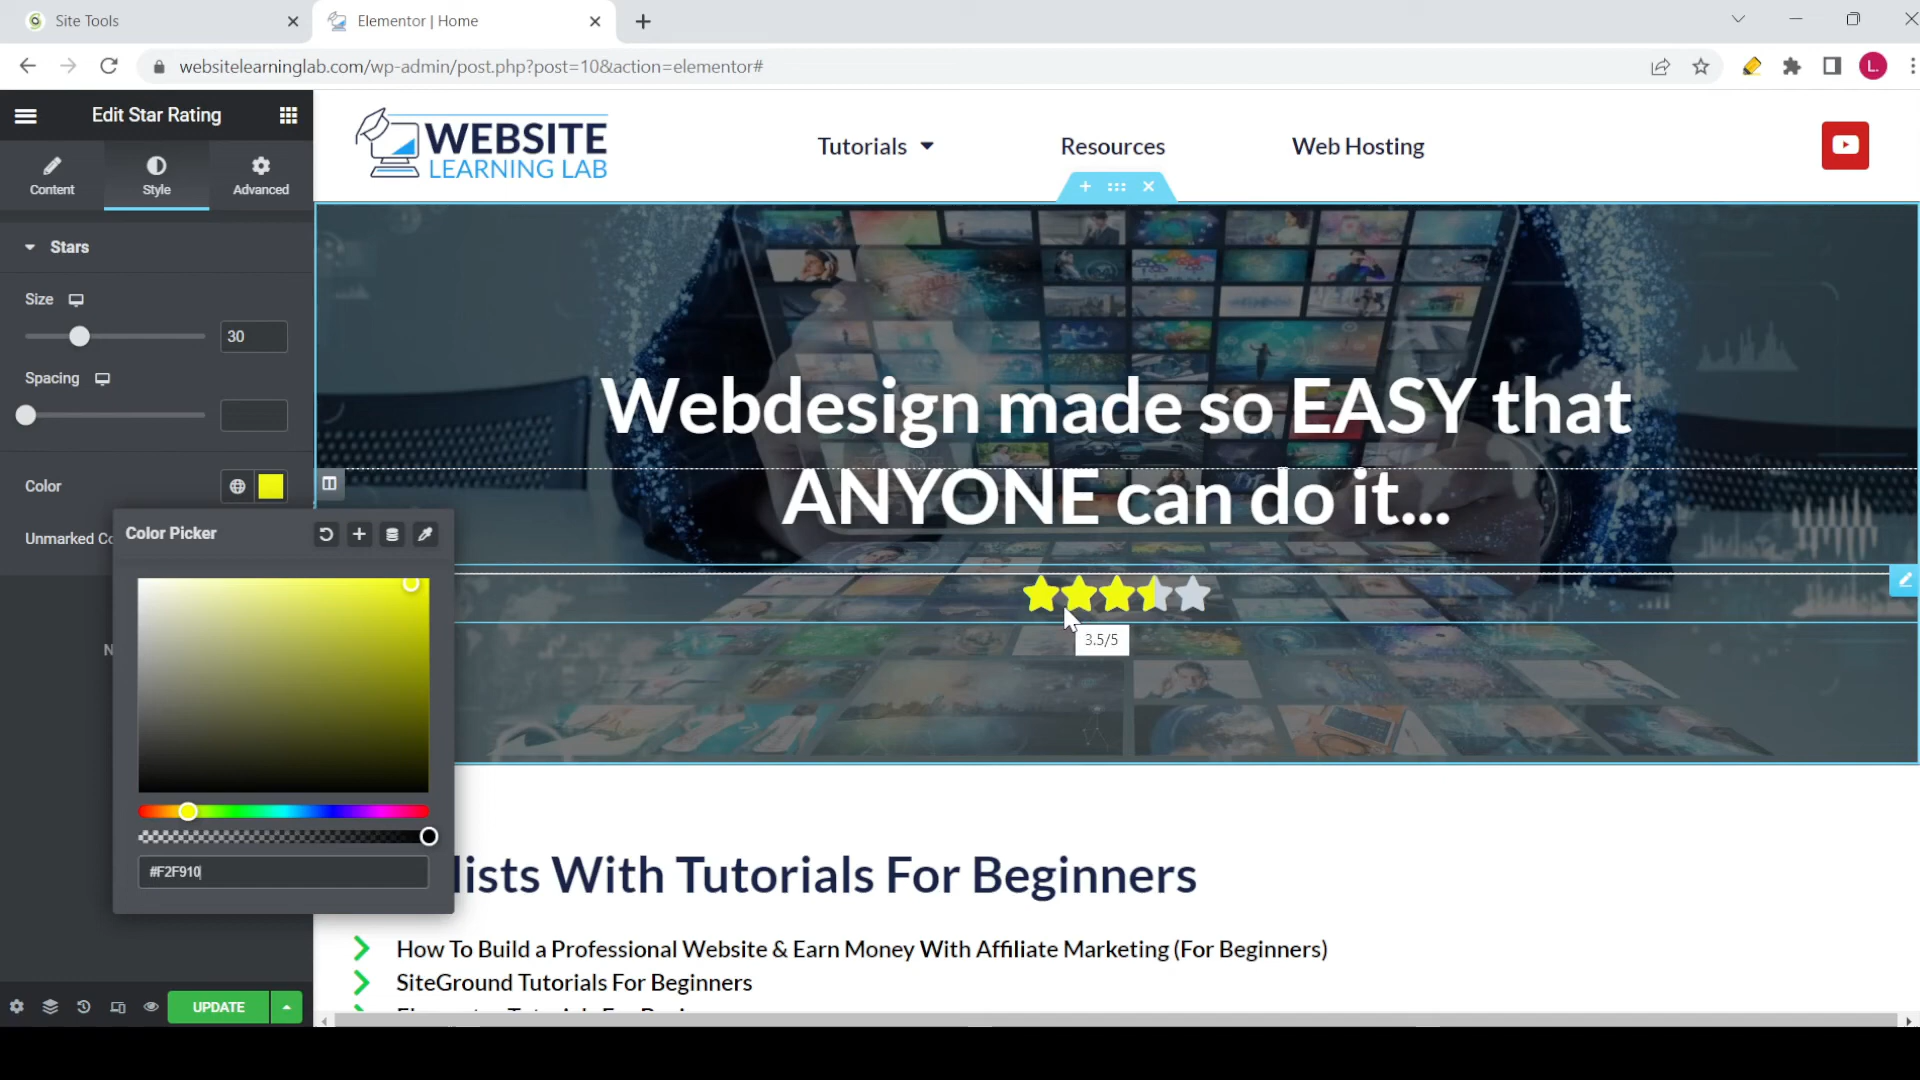 Site Tools
Elementor | Home
websitelearninglab.com/wp-admin/post.php?post=10&action=elementor#
L.
Edit Star Rating
Content
Style
Advanced
Stars
Size
30
Spacing
Color
Unmarked Co
Color Picker
N
#F2F910
UPDATE
WEBSITE
LEARNING LAB
Tutorials
Resources
Web Hosting
Webdesign made so EASY that
ANYONE can do it...
3.5/5
lists With Tutorials For Beginners
How To Build a Professional Website & Earn Money With Affiliate Marketing (For Beginners)
SiteGround Tutorials For Beginners